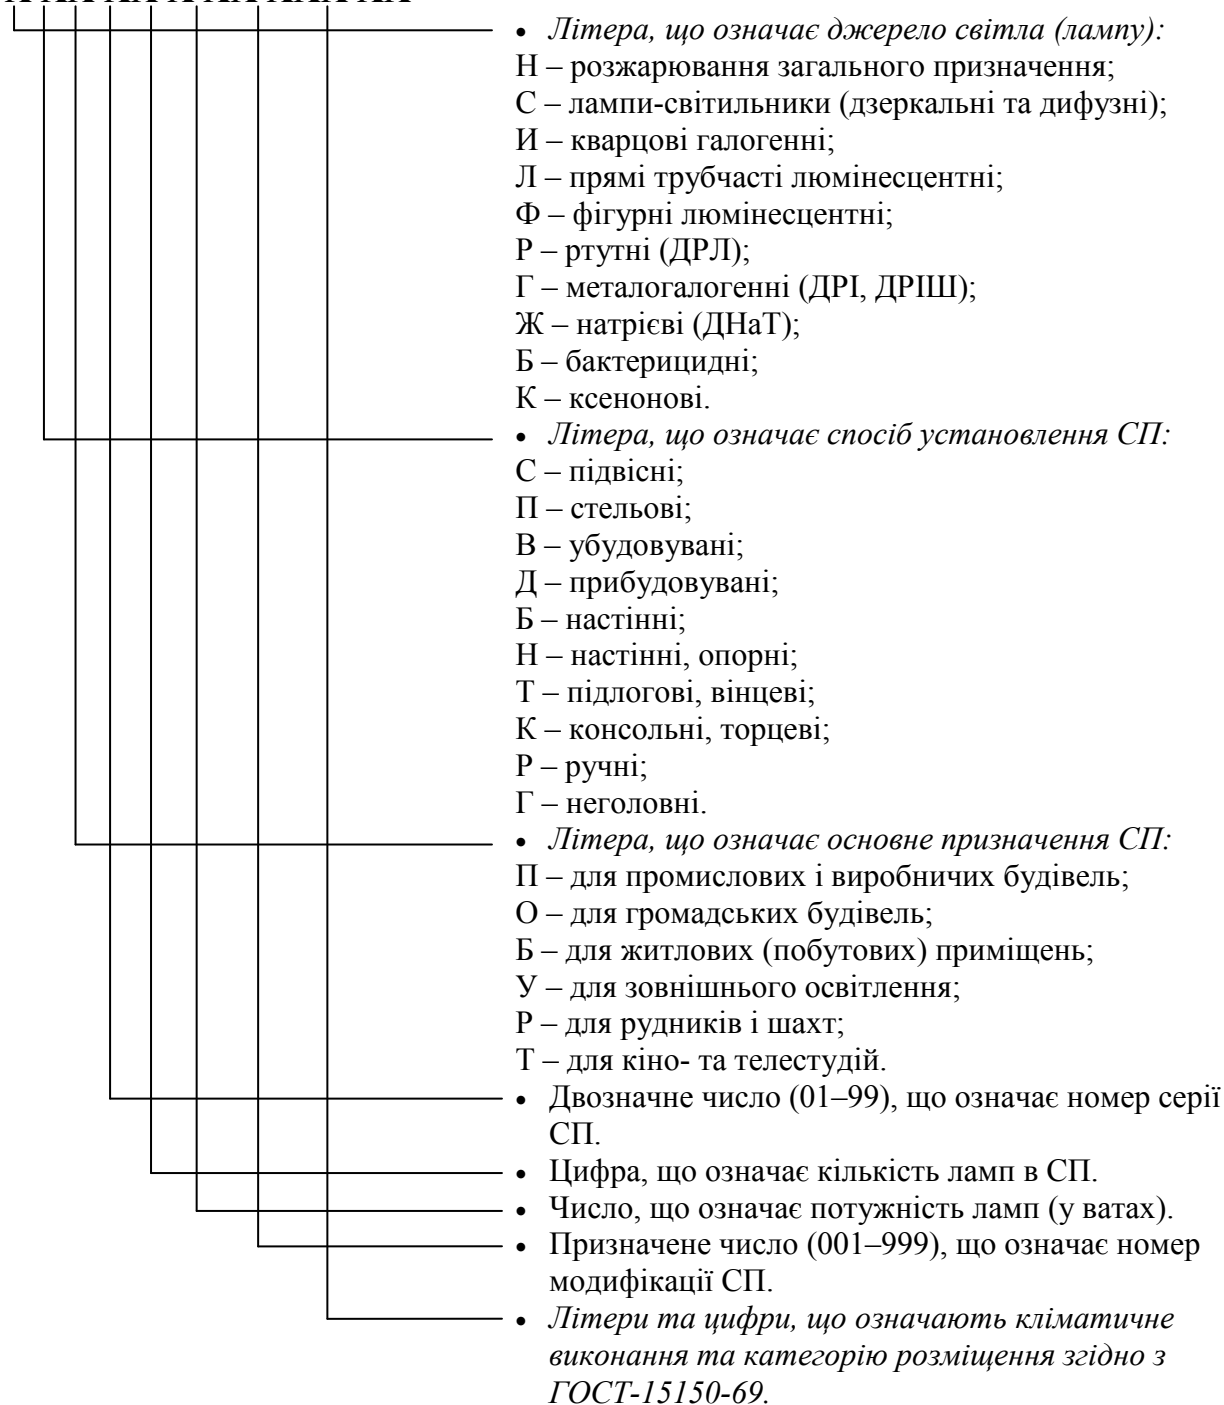 • Літера, що означає джерело світла (лампу):
Н – розжарювання загального призначення;
С – лампи-світильники (дзеркальні та дифузні);
И – кварцові галогенні;
Л – прямі трубчасті люмінесцентні;
Ф – фігурні люмінесцентні;
Р – ртутні (ДРЛ);
Г – металогалогенні (ДРІ, ДРІШ);
Ж – натрієві (ДНаТ);
Б – бактерицидні;
К – ксенонові.
• Літера, що означає спосіб установлення СП:
С – підвісні;
П – стельові;
В – убудовувані;
Д – прибудовувані;
Б – настінні;
Н – настінні, опорні;
Т – підлогові, вінцеві;
К – консольні, торцеві;
Р – ручні;
Г – неголовні.
• Літера, що означає основне призначення СП:
П – для промислових і виробничих будівель;
О – для громадських будівель;
Б – для житлових (побутових) приміщень;
У – для зовнішнього освітлення;
Р – для рудників і шахт;
Т – для кіно- та телестудій.
• Двозначне число (01–99), що означає номер серії
СП.
• Цифра, що означає кількість ламп в СП.
• Число, що означає потужність ламп (у ватах).
• Призначене число (001–999), що означає номер
модифікації СП.
• Літери та цифри, що означають кліматичне
виконання та категорію розміщення згідно з
ГОСТ-15150-69.